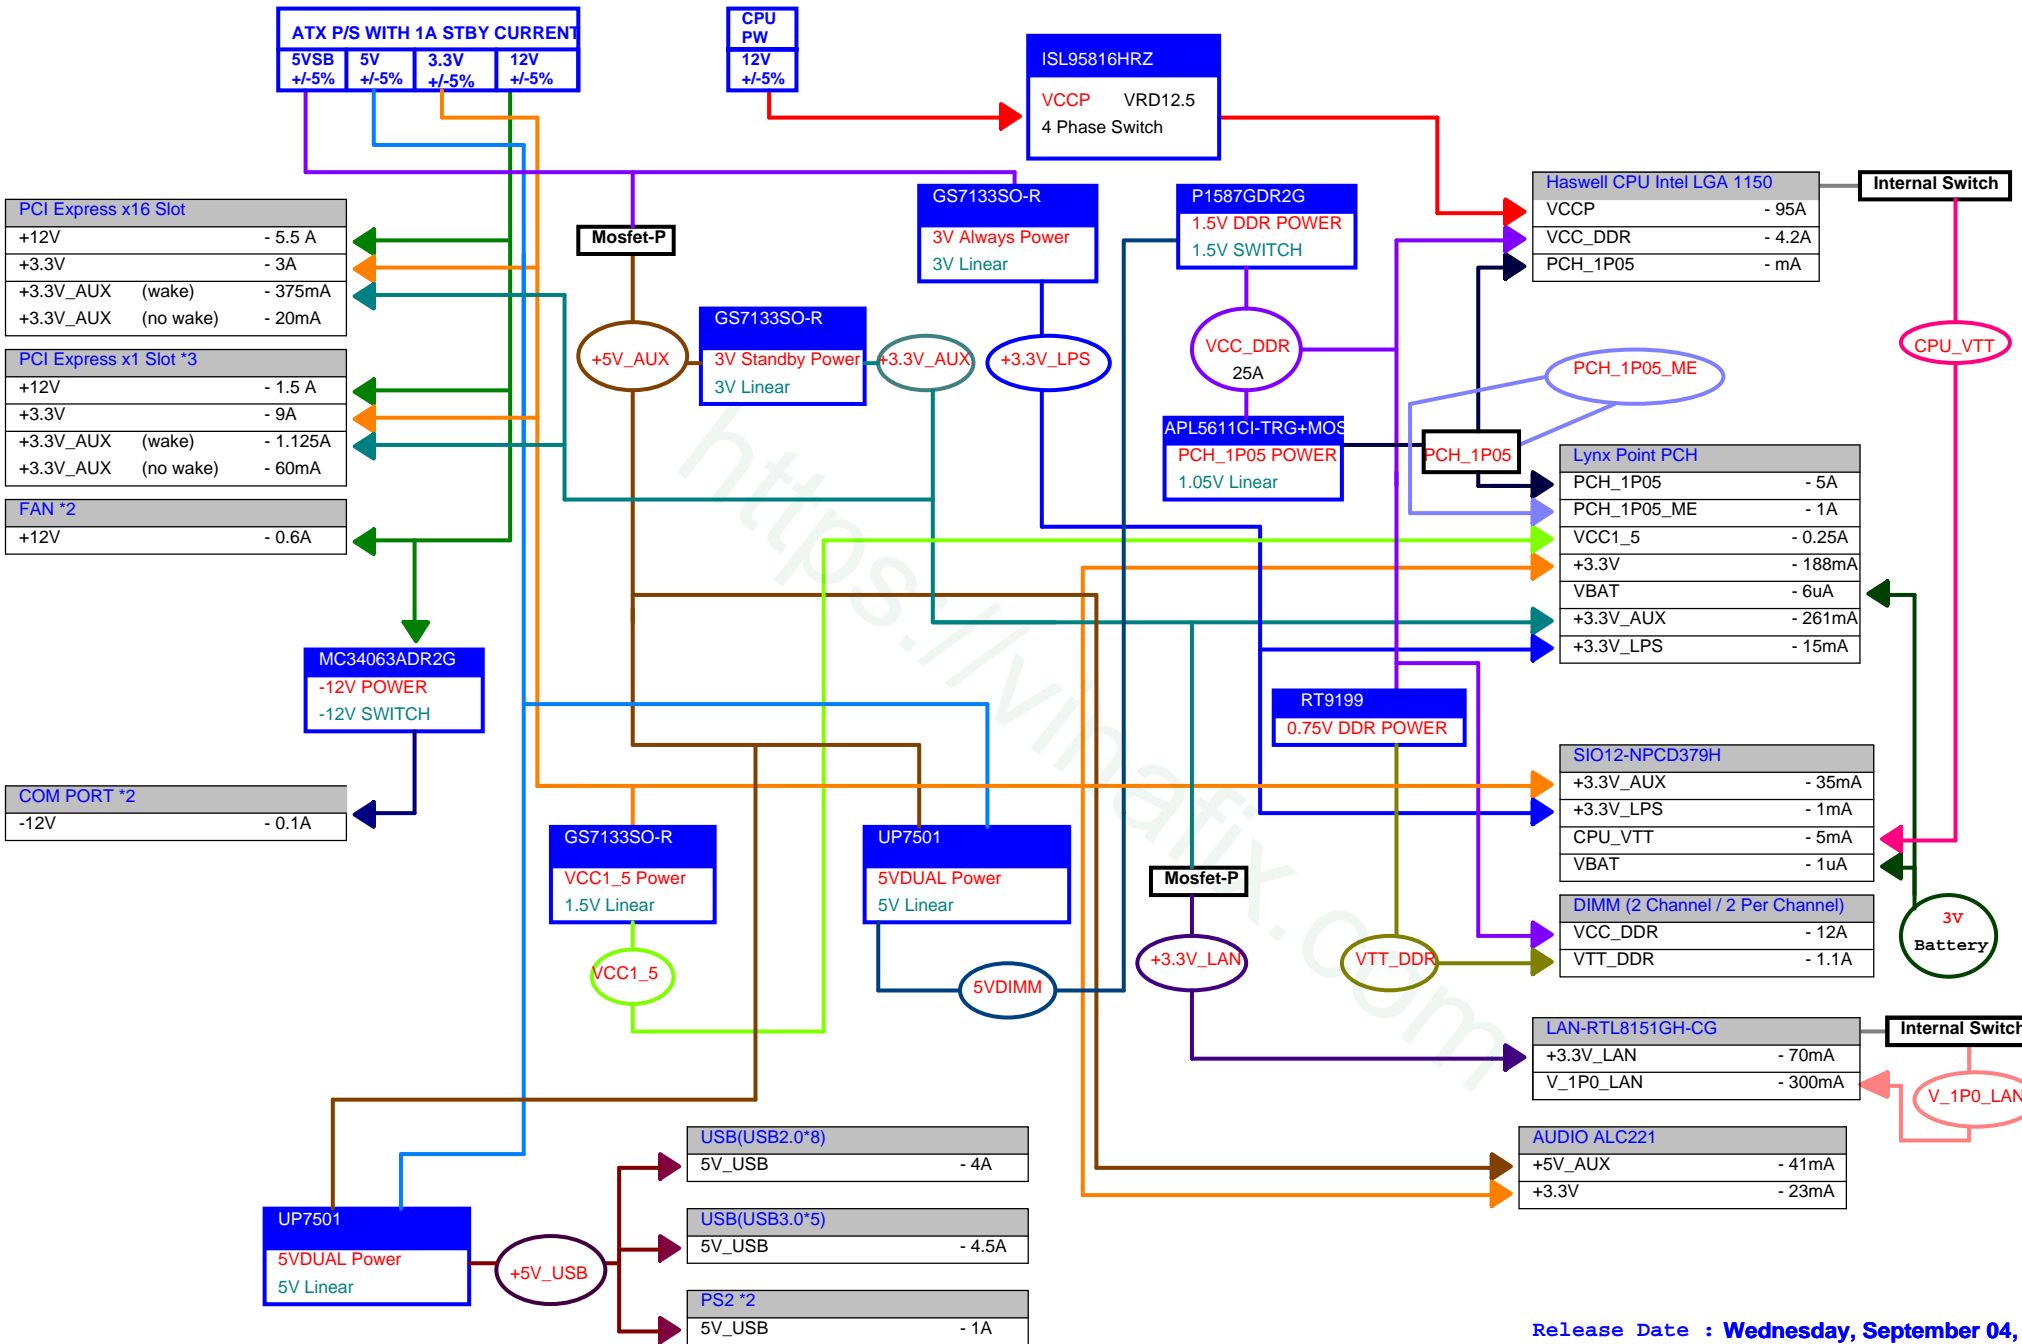 ATX P/S WITH 1A STBY CURRENT
5VSB +/-5%
5V +/-5%
3.3V +/-5%
12V +/-5%
CPU PW
12V +/-5%
ISL95816HRZ
VCCP VRD12.5
4 Phase Switch
PCI Express x16 Slot
+12V - 5.5 A
+3.3V - 3A
+3.3V_AUX (wake) - 375mA
+3.3V_AUX (no wake) - 20mA
PCI Express x1 Slot *3
+12V - 1.5 A
+3.3V - 9A
+3.3V_AUX (wake) - 1.125A
+3.3V_AUX (no wake) - 60mA
FAN *2
+12V - 0.6A
MC34063ADR2G
-12V POWER
-12V SWITCH
COM PORT *2
-12V - 0.1A
Mosfet-P
+5V_AUX
GS7133SO-R
3V Standby Power
3V Linear
+3.3V_AUX
GS7133SO-R
3V Always Power
3V Linear
+3.3V_LPS
P1587GDR2G
1.5V DDR POWER
1.5V SWITCH
VCC_DDR
25A
APL5611CI-TRG+MOS
PCH_1P05 POWER
1.05V Linear
PCH_1P05
PCH_1P05_ME
Haswell CPU Intel LGA 1150
VCCP - 95A
VCC_DDR - 4.2A
PCH_1P05 - mA
Internal Switch
CPU_VTT
Lynx Point PCH
PCH_1P05 - 5A
PCH_1P05_ME - 1A
VCC1_5 - 0.25A
+3.3V - 188mA
VBAT - 6uA
+3.3V_AUX - 261mA
+3.3V_LPS - 15mA
RT9199
0.75V DDR POWER
SIO12-NPCD379H
+3.3V_AUX - 35mA
+3.3V_LPS - 1mA
CPU_VTT - 5mA
VBAT - 1uA
GS7133SO-R
VCC1_5 Power
1.5V Linear
VCC1_5
UP7501
5VDUAL Power
5V Linear
5VDIMM
Mosfet-P
+3.3V_LAN
VTT_DDR
DIMM (2 Channel / 2 Per Channel)
VCC_DDR - 12A
VTT_DDR - 1.1A
3V
Battery
LAN-RTL8151GH-CG
+3.3V_LAN - 70mA
V_1P0_LAN - 300mA
Internal Switch
V_1P0_LAN
AUDIO ALC221
+5V_AUX - 41mA
+3.3V - 23mA
USB(USB2.0*8)
5V_USB - 4A
USB(USB3.0*5)
5V_USB - 4.5A
PS2 *2
5V_USB - 1A
UP7501
5VDUAL Power
5V Linear
+5V_USB
https://vinafix.com
Release Date : Wednesday, September 04,